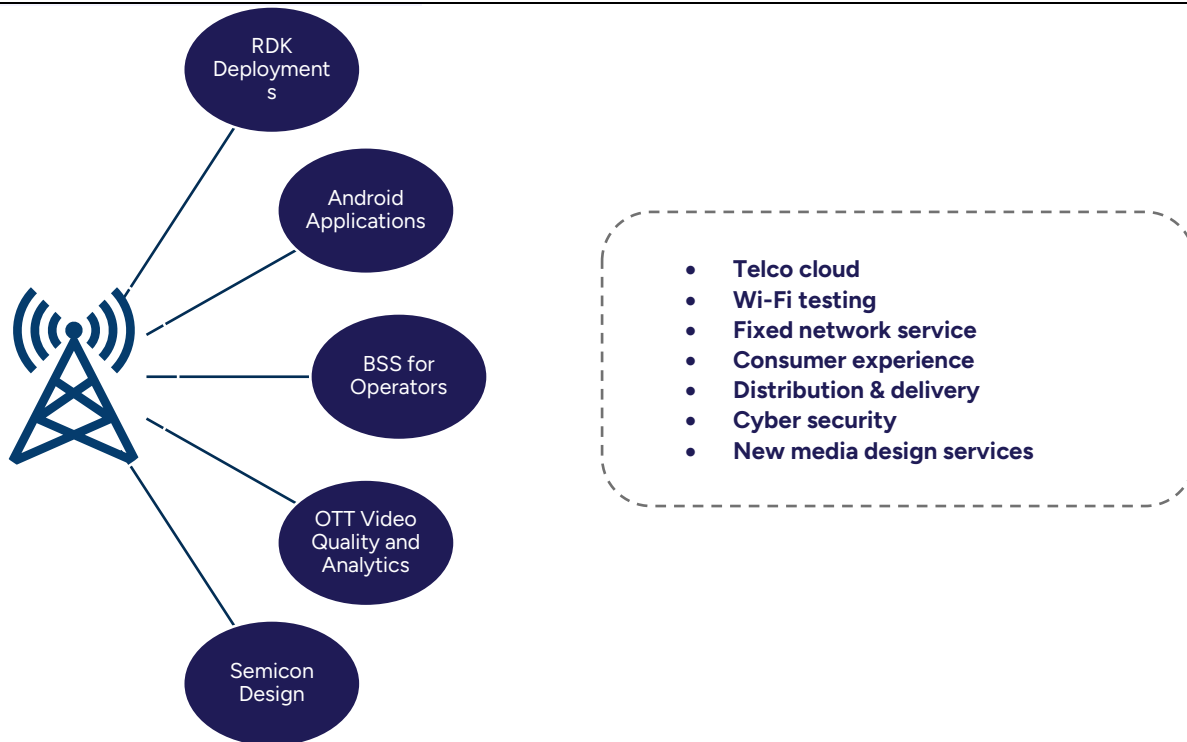 RDK
Deployment
s
Android
Applications
BSS for
Operators
OTT Video
Quality and
Analytics
Semicon
Design
• Telco cloud
• Wi-Fi testing
• Fixed network service
• Consumer experience
• Distribution & delivery
• Cyber security
• New media design services